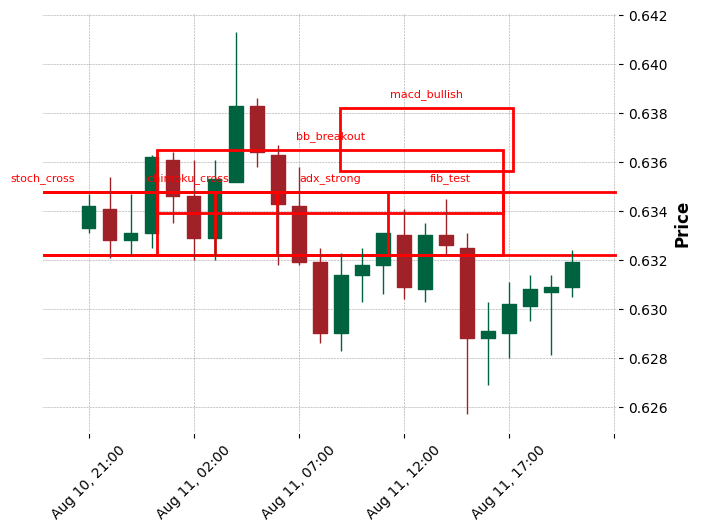 0.642
0.640
macd_bullish
0.638
bb_breakout
0.636
stoch_cross
ichimoku_cross
adx_strong
fib_test
0.634
Price
0.632
0.630
0.628
0.626
Aug 10, 21:00
Aug 11, 02:00
Aug 11, 07:00
Aug 11, 12:00
Aug 11, 17:00